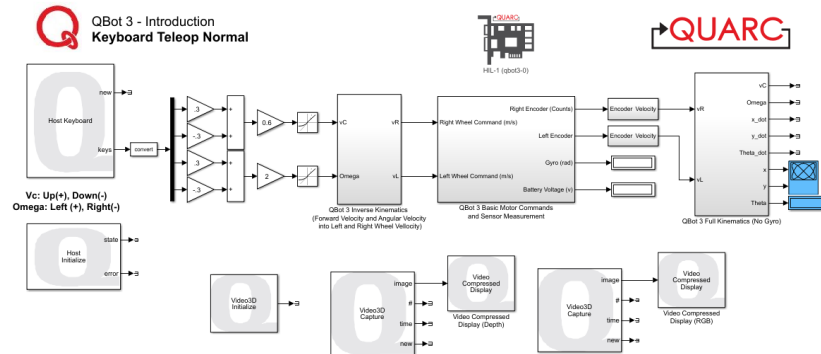 QBot 3 - Introduction
Keyboard Teleop Normal
QUARC
HIL-1 (qbot3-0)
QUARC
Host Keyboard
new
keys
convert
.3
-.3
.3
-.3
+
+
+
+
0.6
2
vC
Omega
vR
vL
QBot 3 Inverse Kinematics
(Forward Velocity and Angular Velocity
into Left and Right Wheel Vellocity)
Right Wheel Command (m/s)
Left Wheel Command (m/s)
Right Encoder (Counts)
Left Encoder
Gyro (rad)
Battery Voltage (v)
QBot 3 Basic Motor Commands
and Sensor Measurement
Encoder Velocity
Encoder Velocity
vR
vL
vC
Omega
x_dot
y_dot
Theta_dot
x
y
Theta
QBot 3 Full Kinematics (No Gyro)
Vc: Up(+), Down(-)
Omega: Left (+), Right(-)
Host
Initialize
state
error
Video3D
Initialize
Video3D
Capture
image
#
time
new
Video
Compressed
Display
Video Compressed
Display (Depth)
Video3D
Capture
image
#
time
new
Video
Compressed
Display
Video Compressed
Display (RGB)